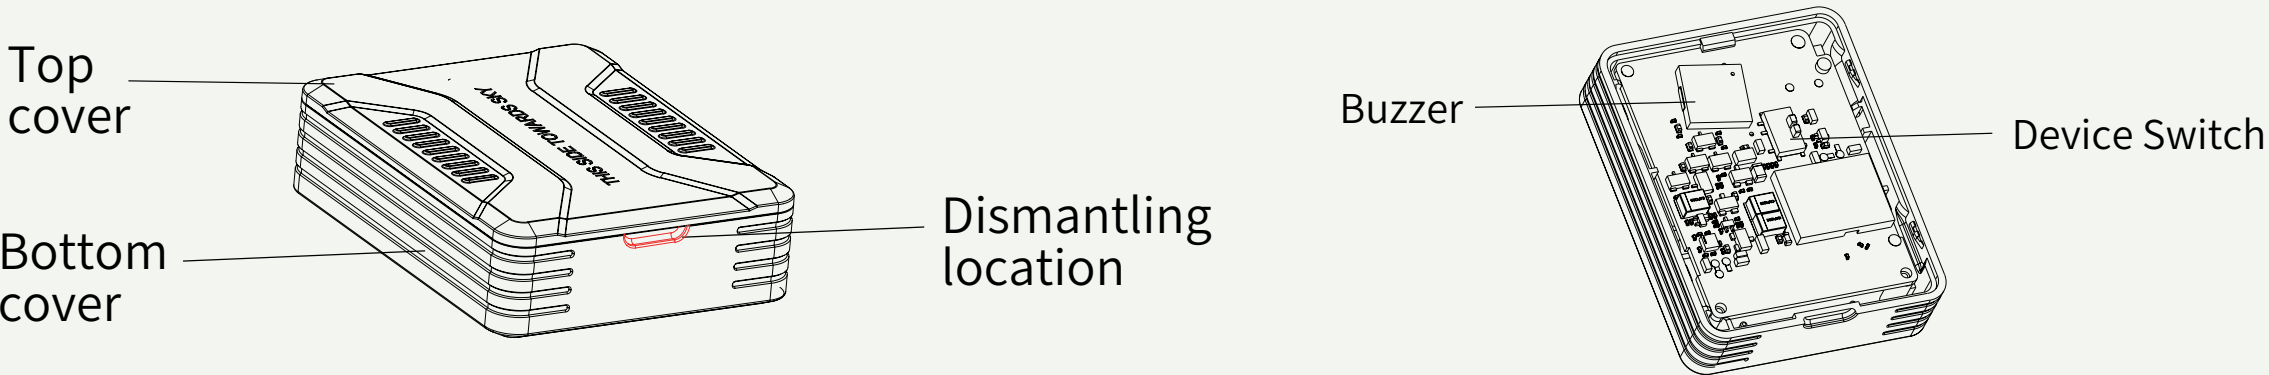 Top
cover
THIS SIDE TOWARDS SKY
Bottom
cover
Dismantling
location
Buzzer
Device Switch